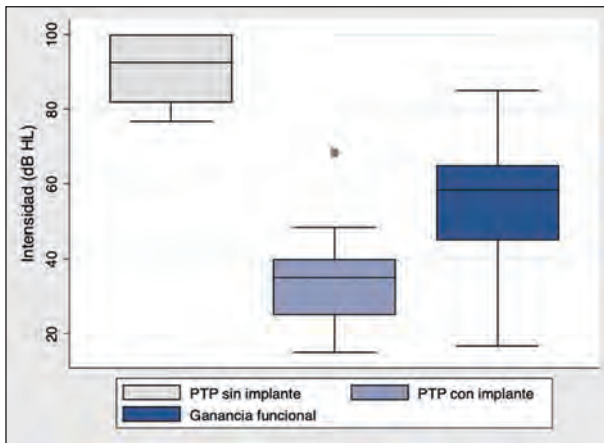 100
80
60
40
20
Intensidad (dB HL)
PTP sin implante
PTP con implante
Ganancia funcional